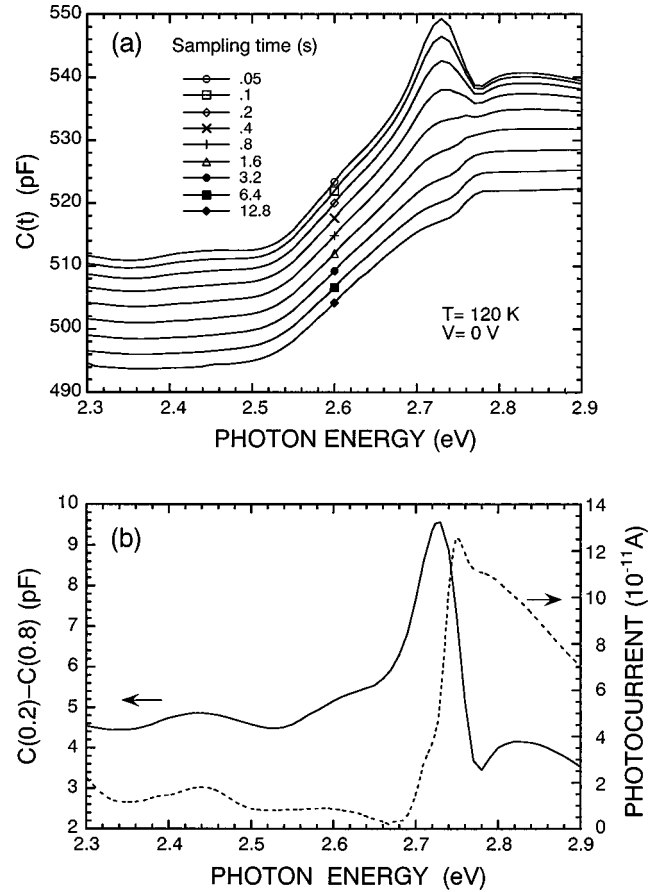 (a)
Sampling time (s)
.05
.1
.2
.4
.8
1.6
3.2
6.4
12.8
T= 120 K
V= 0 V
C(t) (pF)
550
540
530
520
510
500
490
2.3 2.4 2.5 2.6 2.7 2.8 2.9
PHOTON ENERGY (eV)
(b)
C(0.2)−C(0.8) (pF)
10
9
8
7
6
5
4
3
2
14
12
10
8
6
4
2
0
PHOTOCURRENT (10⁻¹¹A)
2.3 2.4 2.5 2.6 2.7 2.8 2.9
PHOTON ENERGY (eV)